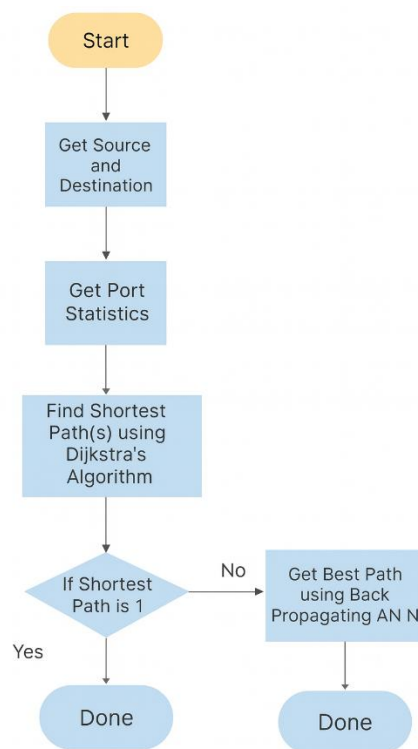 Start
Get Source
and
Destination
Get Port
Statistics
Find Shortest
Path(s) using
Dijkstra's
Algorithm
If Shortest
Path is 1
No
Get Best Path
using Back
Propagating AN N
Yes
Done
Done